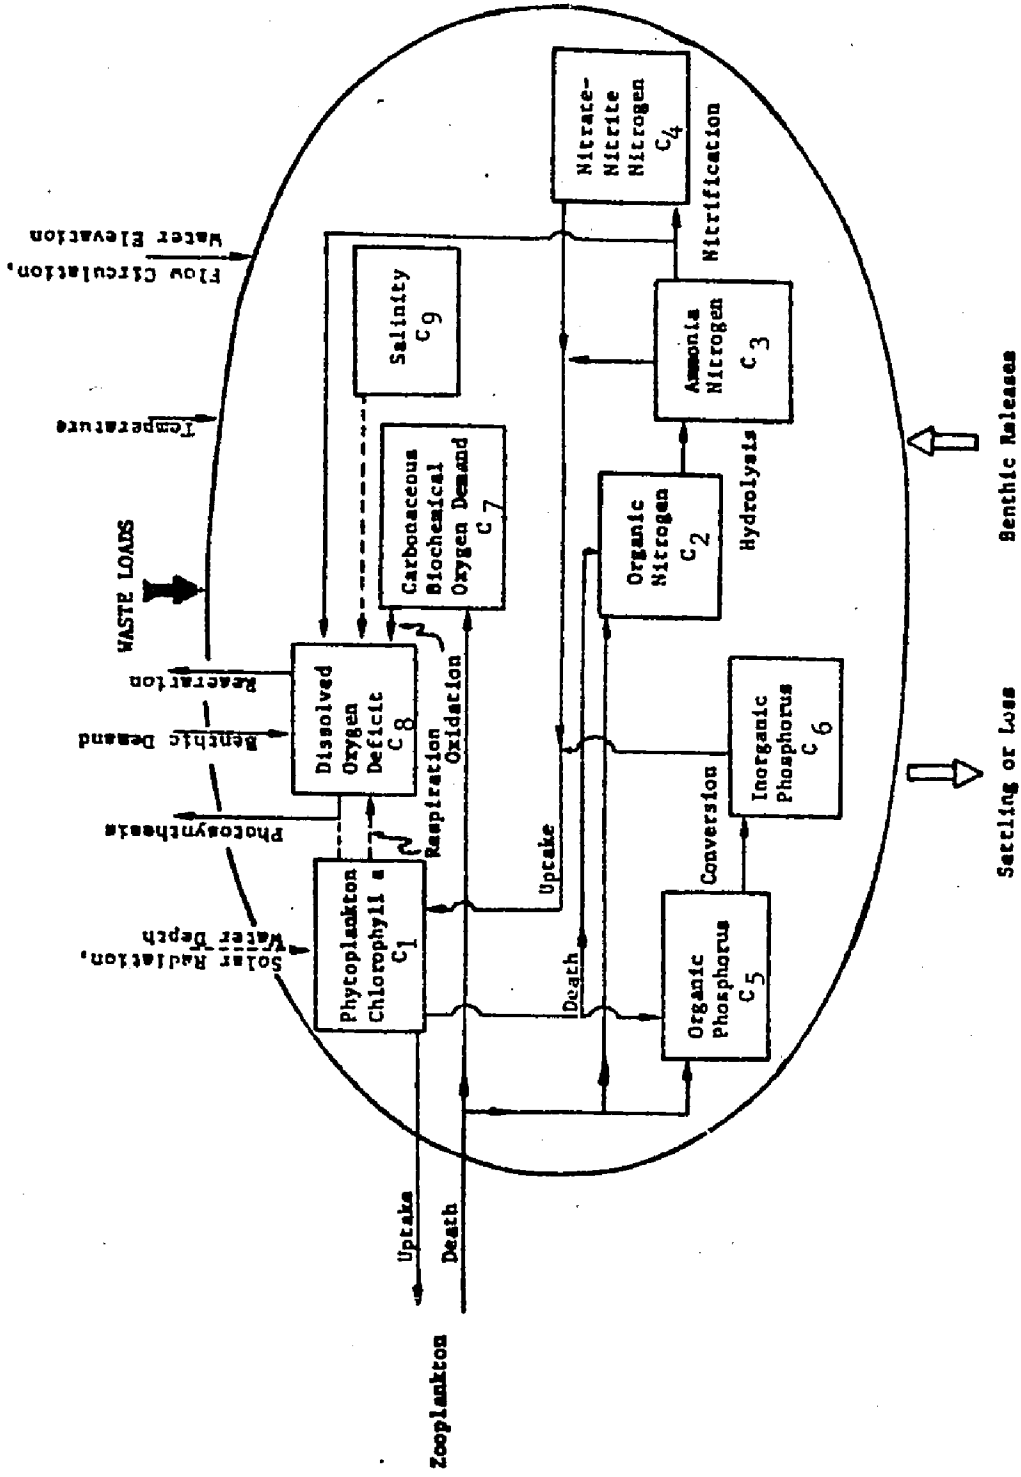 Flow Circulation,
Water Elevation
Temperature
WASTE LOADS
Reaeration
Benthic Demand
Photosynthesis
Solar Radiation,
Water Depth
Nitrate-
Nitrite
Nitrogen
C4
Nitrification
Salinity
C9
Ammonia
Nitrogen
C3
Carbonaceous
Biochemical
Oxygen Demand
C7
Hydrolysis
Organic
Nitrogen
C2
Dissolved
Oxygen
Deficit
C8
Oxidation
Respiration
Inorganic
Phosphorus
C6
Conversion
Phytoplankton
Chlorophyll a
C1
Uptake
Death
Organic
Phosphorus
C5
Uptake
Death
Zooplankton
Benthic Releases
Settling or Loss